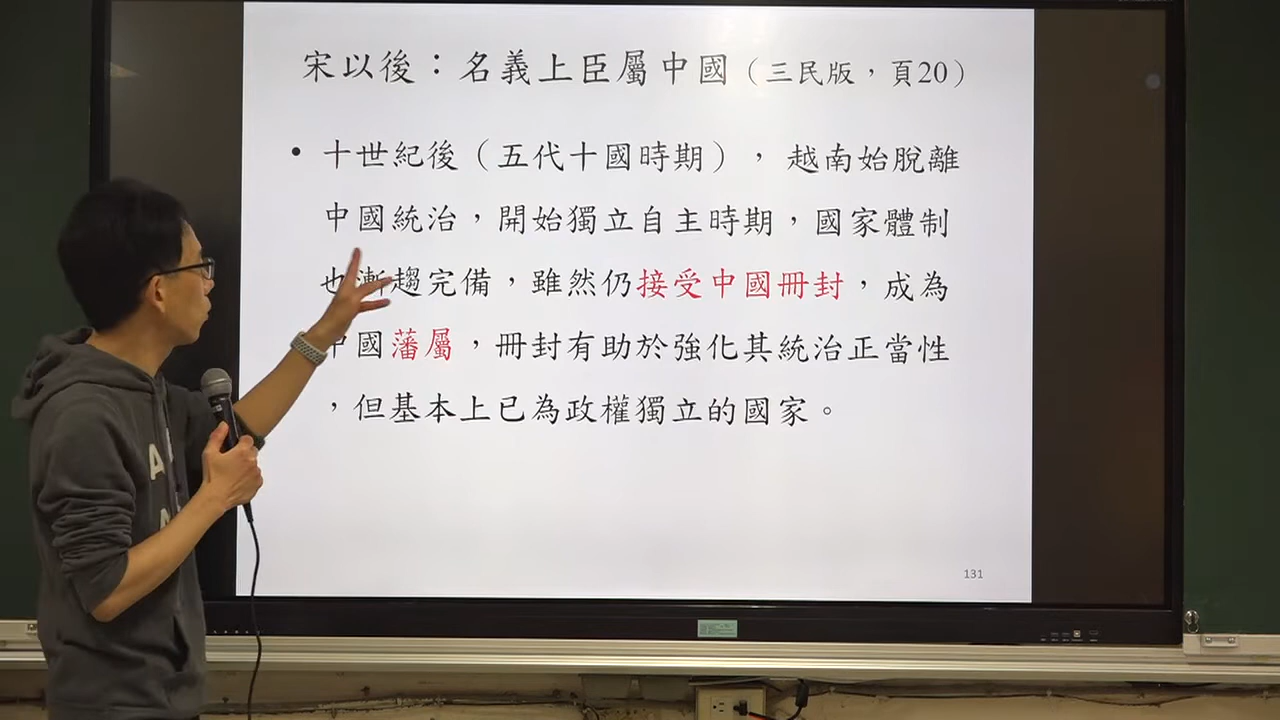 宋以後：名義上臣屬中國（三民版，頁20）
• 十世紀後（五代十國時期），越南始脫離
中國統治，開始獨立自主時期，國家體制
也漸趨完備，雖然仍接受中國冊封，成為
中國藩屬，冊封有助於強化其統治正當性
，但基本上已為政權獨立的國家。
131
A